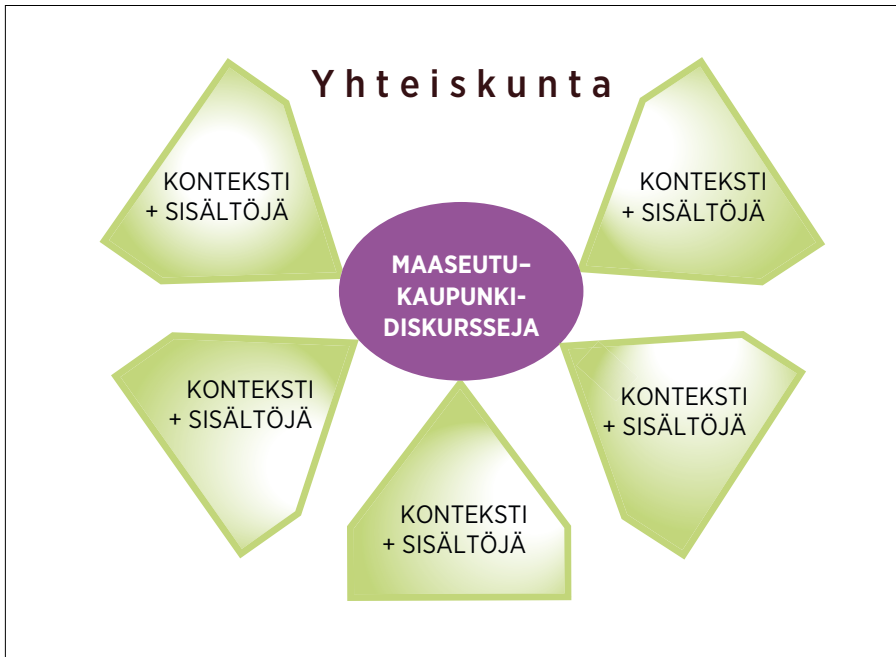 Yhteiskunta
KONTEKSTI
+ SISÄLTÖJÄ
KONTEKSTI
+ SISÄLTÖJÄ
MAASEUTU–
KAUPUNKI-
DISKURSSEJA
KONTEKSTI
+ SISÄLTÖJÄ
KONTEKSTI
+ SISÄLTÖJÄ
KONTEKSTI
+ SISÄLTÖJÄ